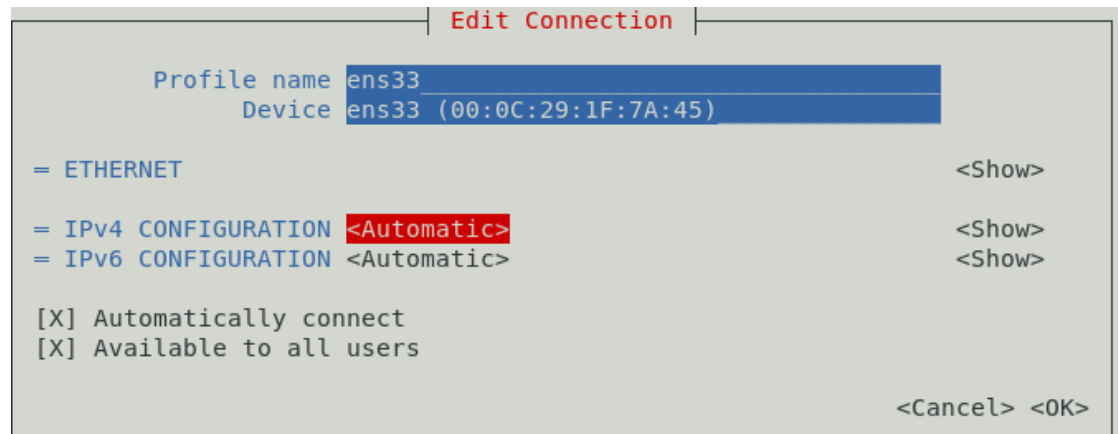 Edit Connection
Profile name ens33
Device ens33 (00:0C:29:1F:7A:45)
= ETHERNET <Show>
= IPv4 CONFIGURATION <Automatic> <Show>
= IPv6 CONFIGURATION <Automatic> <Show>
[X] Automatically connect
[X] Available to all users
<Cancel> <OK>